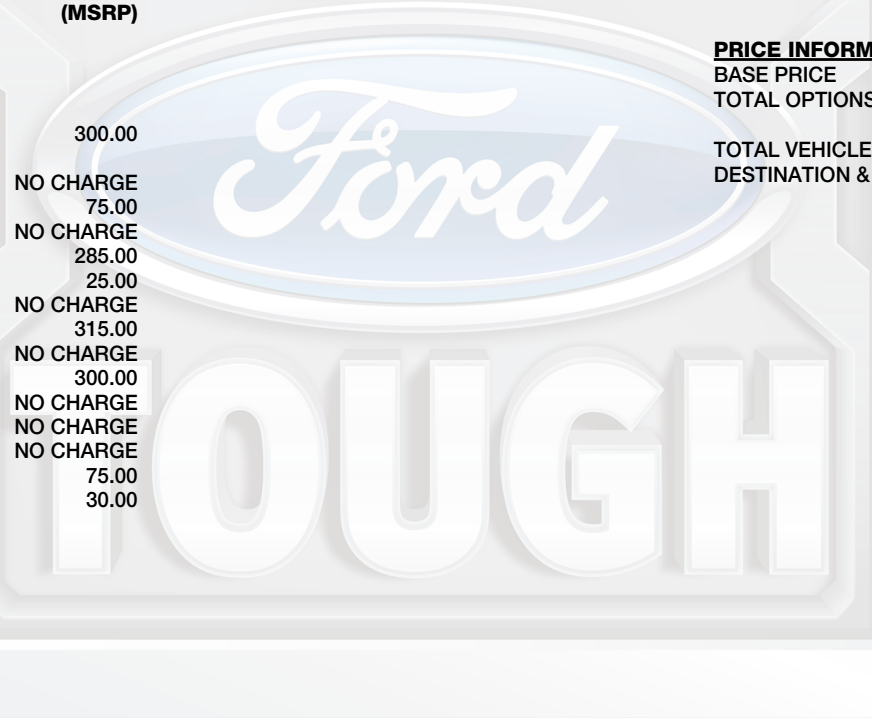 (MSRP)
300.00
NO CHARGE
75.00
NO CHARGE
285.00
25.00
NO CHARGE
315.00
NO CHARGE
300.00
NO CHARGE
NO CHARGE
NO CHARGE
75.00
30.00
PRICE INFORM
BASE PRICE
TOTAL OPTIONS
TOTAL VEHICLE
DESTINATION &
Ford
TOUGH